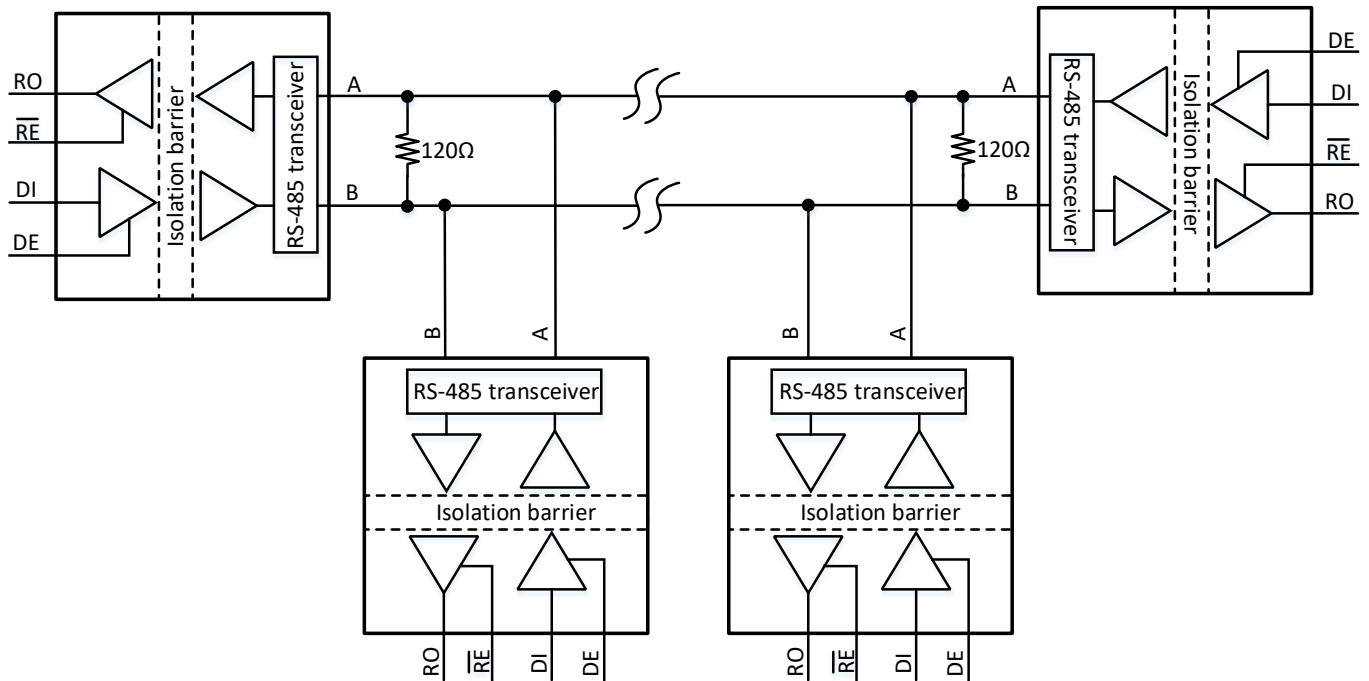 RO
RE
DI
DE
Isolation barrier
RS-485 transceiver
A
B
120Ω
120Ω
A
B
RS-485 transceiver
Isolation barrier
DE
DI
RE
RO
B
A
RS-485 transceiver
Isolation barrier
RO
RE
DI
DE
B
A
RS-485 transceiver
Isolation barrier
RO
RE
DI
DE